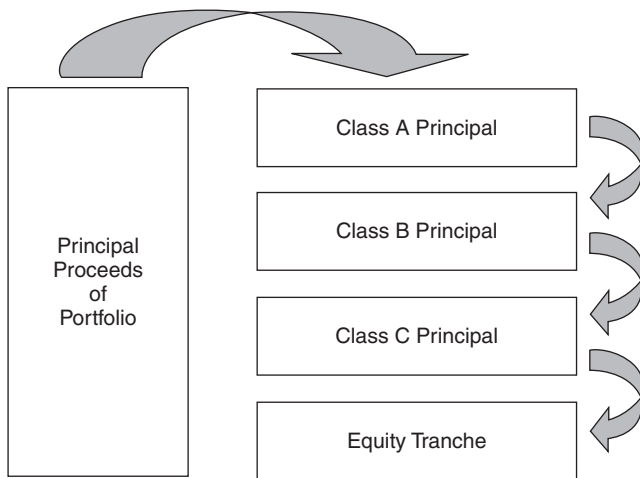 Principal
Proceeds
of
Portfolio
Class A Principal
Class B Principal
Class C Principal
Equity Tranche